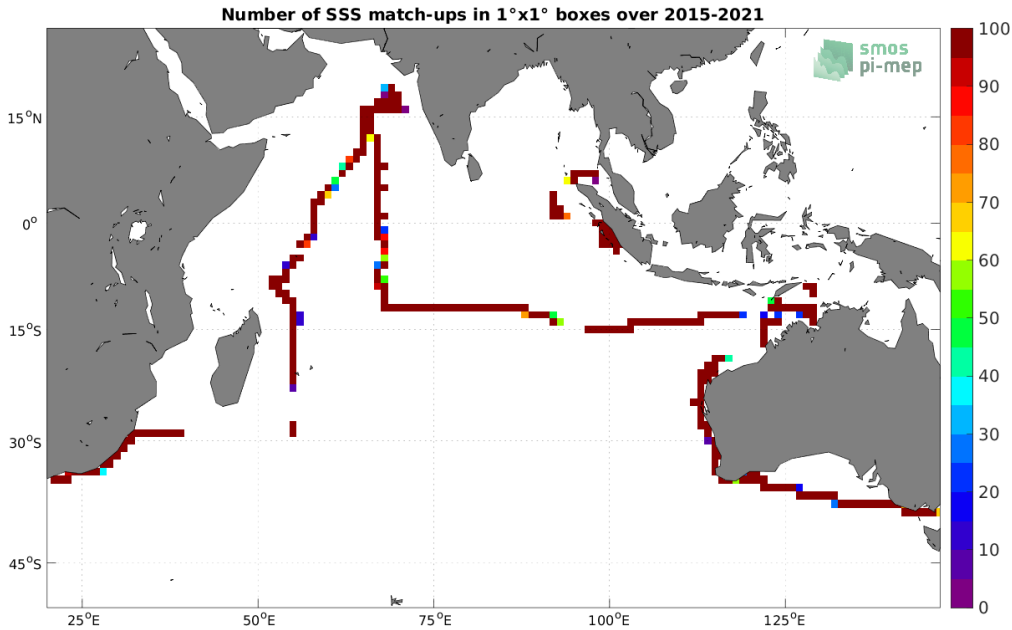 Number of SSS match-ups in 1°x1° boxes over 2015-2021
smos
pi-mep
15°N
0°
15°S
30°S
45°S
25°E
50°E
75°E
100°E
125°E
100
90
80
70
60
50
40
30
20
10
0